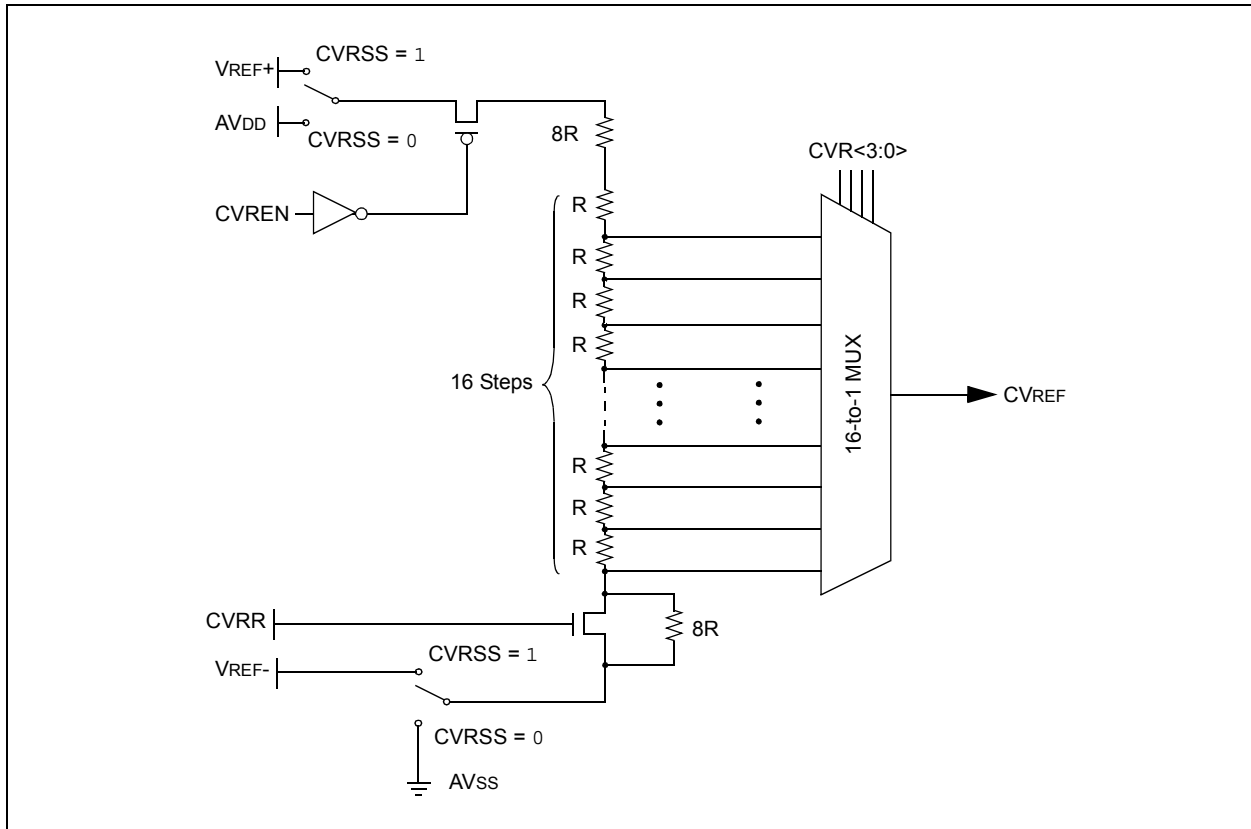 CVRSS = 1
VREF+
AVDD
CVRSS = 0
8R
CVR<3:0>
CVREN
R
R
R
R
16 Steps
16-to-1 MUX
CVREF
R
R
R
CVRR
8R
CVRSS = 1
VREF-
CVRSS = 0
AVSS